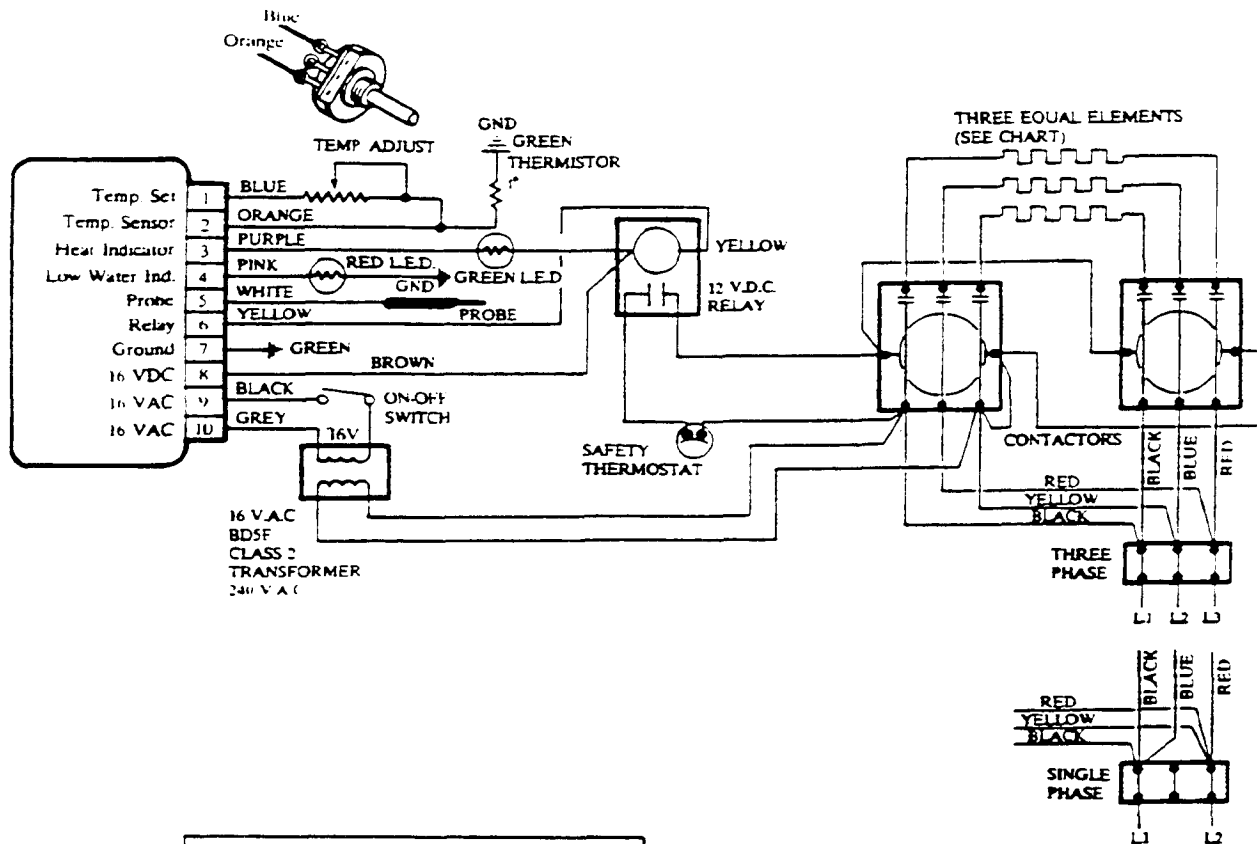 Blue
Orange
TEMP ADJUST
GND
GREEN
THERMISTOR
t°
THREE EQUAL ELEMENTS
(SEE CHART)
Temp. Set 1 BLUE
Temp. Sensor 2 ORANGE
Heat Indicator 3 PURPLE
Low Water Ind. 4 PINK
Probe 5 WHITE
Relay 6 YELLOW
Ground 7 GREEN
16 VDC 8 BROWN
16 VAC 9 BLACK
16 VAC 10 GREY
RED L.E.D.
GREEN L.E.D
GND
PROBE
YELLOW
12 V.D.C.
RELAY
ON-OFF
SWITCH
16V
16 V.A.C
BD5F
CLASS 2
TRANSFORMER
240 V.A.C
SAFETY
THERMOSTAT
CONTACTORS
BLACK
BLUE
RED
RED
YELLOW
BLACK
THREE
PHASE
L1 L2 L3
BLACK
BLUE
RED
RED
YELLOW
BLACK
SINGLE
PHASE
L1 L2